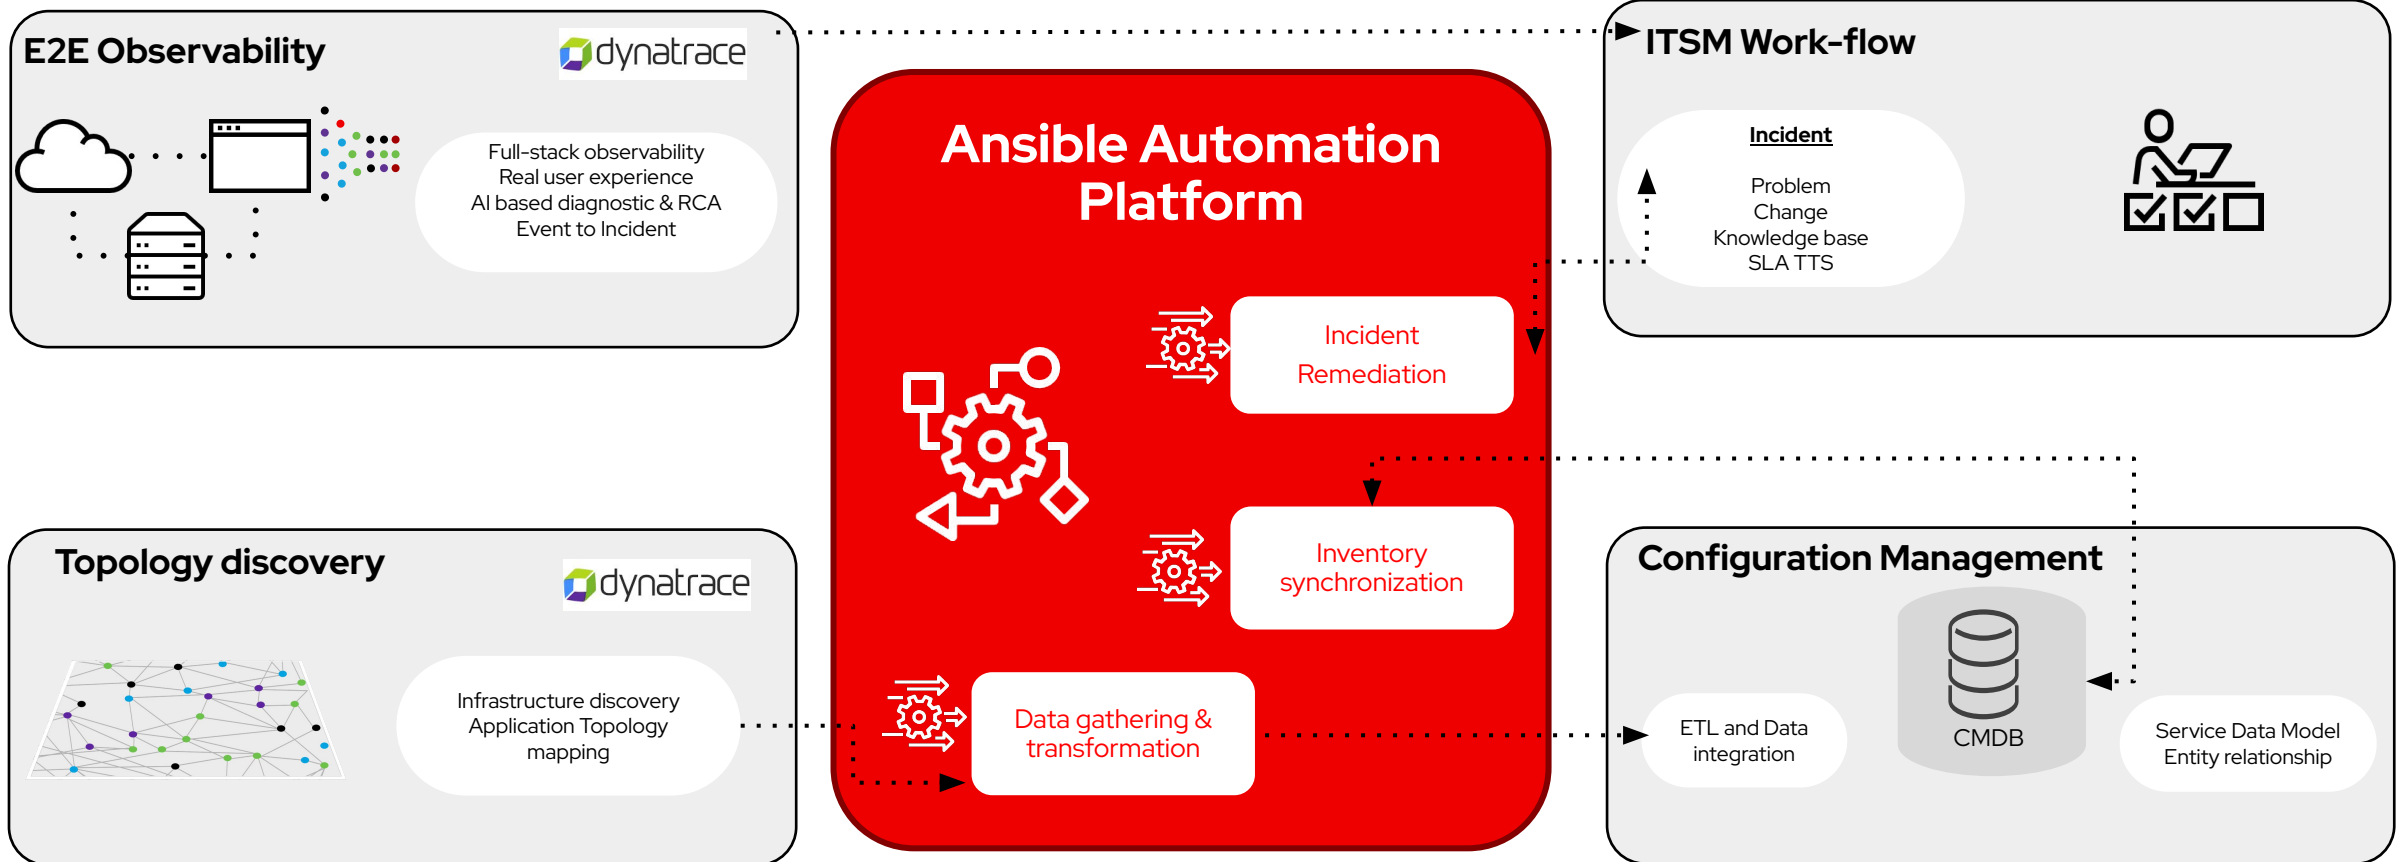 E2E Observability
dynatrace
Full-stack observability
Real user experience
AI based diagnostic & RCA
Event to Incident
Ansible Automation
Platform
Incident
Remediation
Inventory
synchronization
Data gathering &
transformation
ITSM Work-flow
Incident
Problem
Change
Knowledge base
SLA TTS
Topology discovery
dynatrace
Infrastructure discovery
Application Topology
mapping
Configuration Management
ETL and Data
integration
CMDB
Service Data Model
Entity relationship